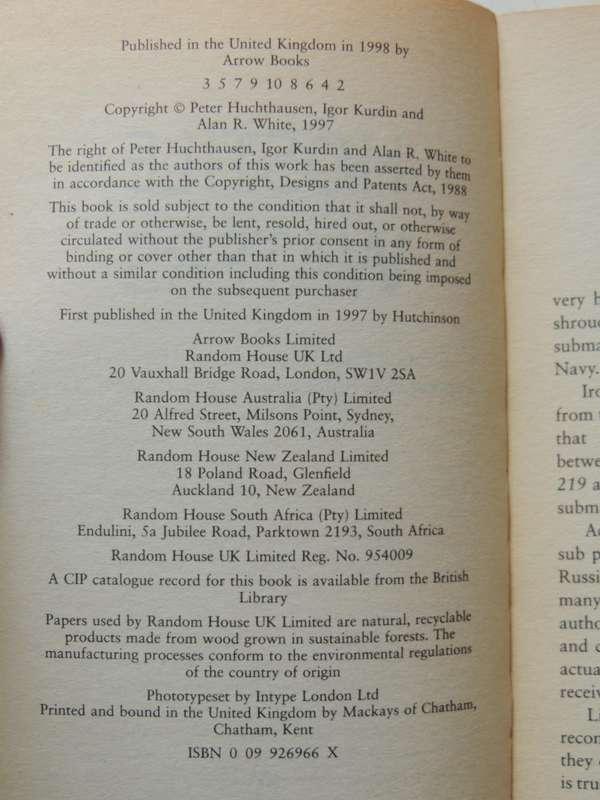 Published in the United Kingdom in 1998 by
Arrow Books
3 5 7 9 10 8 6 4 2
Copyright © Peter Huchthausen, Igor Kurdin and
Alan R. White, 1997
The right of Peter Huchthausen, Igor Kurdin and Alan R. White to
be identified as the authors of this work has been asserted by them
in accordance with the Copyright, Designs and Patents Act, 1988
This book is sold subject to the condition that it shall not, by way
of trade or otherwise, be lent, resold, hired out, or otherwise
circulated without the publisher's prior consent in any form of
binding or cover other than that in which it is published and
without a similar condition including this condition being imposed
on the subsequent purchaser
First published in the United Kingdom in 1997 by Hutchinson
Arrow Books Limited
Random House UK Ltd
20 Vauxhall Bridge Road, London, SW1V 2SA
Random House Australia (Pty) Limited
20 Alfred Street, Milsons Point, Sydney,
New South Wales 2061, Australia
Random House New Zealand Limited
18 Poland Road, Glenfield
Auckland 10, New Zealand
Random House South Africa (Pty) Limited
Endulini, 5a Jubilee Road, Parktown 2193, South Africa
Random House UK Limited Reg. No. 954009
A CIP catalogue record for this book is available from the British
Library
Papers used by Random House UK Limited are natural, recyclable
products made from wood grown in sustainable forests. The
manufacturing processes conform to the environmental regulations
of the country of origin
Phototypeset by Intype London Ltd
Printed and bound in the United Kingdom by Mackays of Chatham,
Chatham, Kent
ISBN 0 09 926966 X
very
shrou
subma
Navy.
Iro
from
that
betwe
219 a
subm
Ac
sub p
Russi
many
autho
and c
actua
receiv
Li
recon
they
is tru